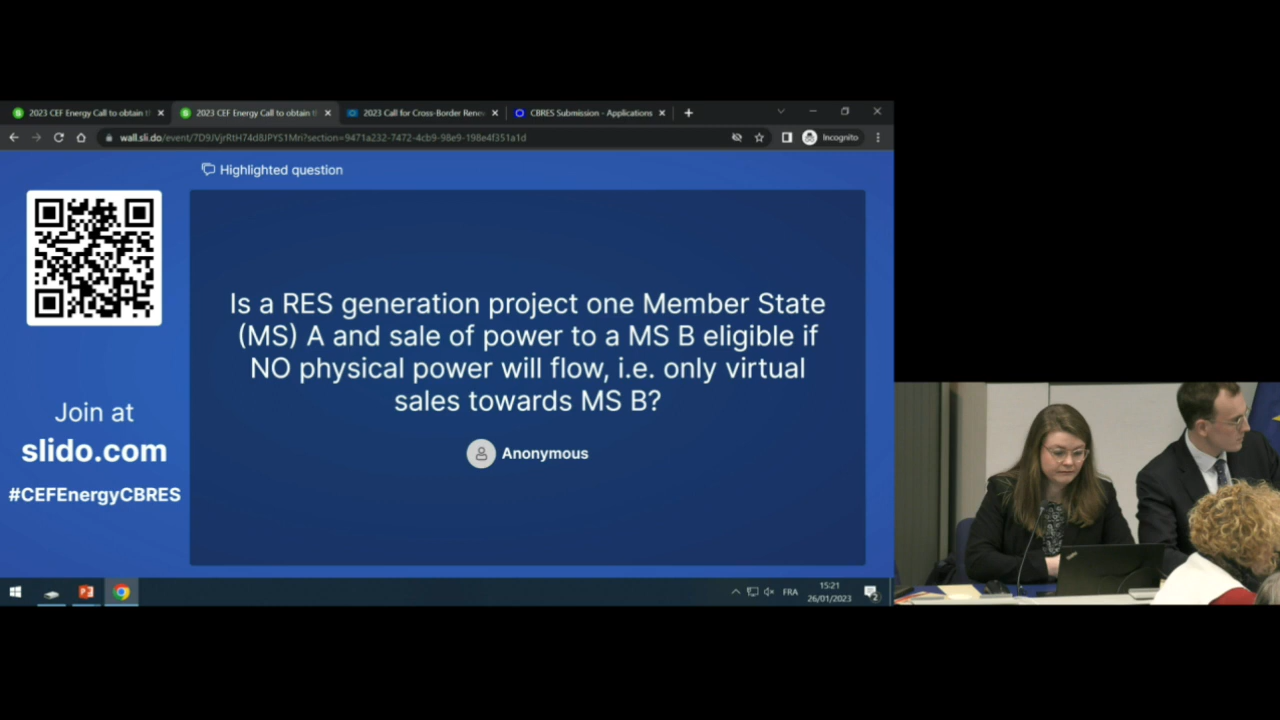 2023 CEF Energy Call to obtain t
2023 CEF Energy Call to obtain t
2023 Call for Cross-Border Rene
CBRES Submission - Applications
wall.sli.do/event/7D9JVjrRtH74d8JPYS1Mri?section=9471a232-7472-4cb9-98e9-198e4f351a1d
Incognito
Highlighted question
Is a RES generation project one Member State
(MS) A and sale of power to a MS B eligible if
NO physical power will flow, i.e. only virtual
sales towards MS B?
Anonymous
Join at
slido.com
#CEFEnergyCBRES
FRA
15:21
26/01/2023
2